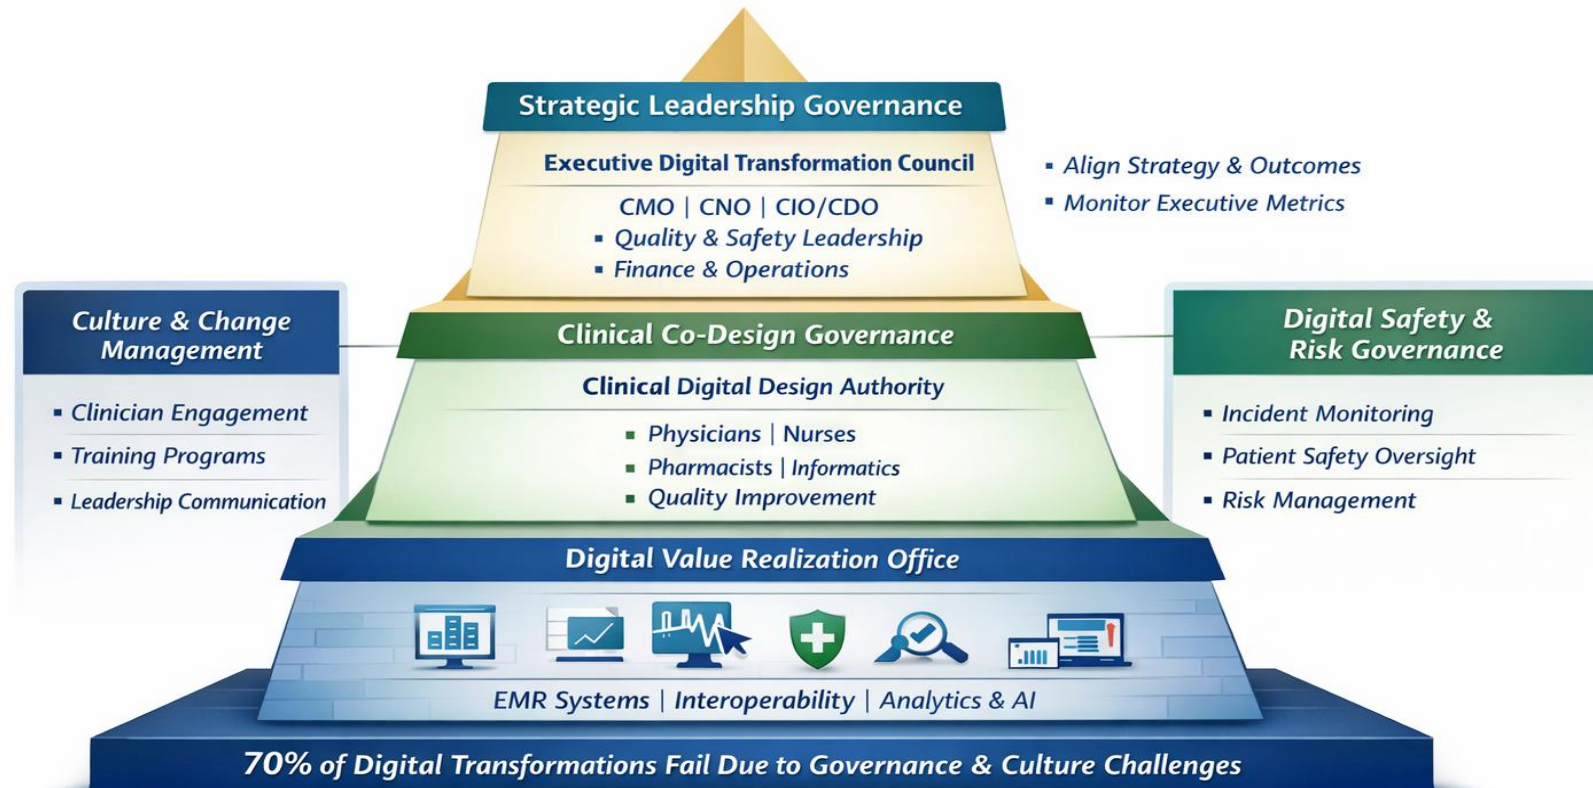 Strategic Leadership Governance
Executive Digital Transformation Council
CMO | CNO | CIO/CDO
▪ Quality & Safety Leadership
▪ Finance & Operations
▪ Align Strategy & Outcomes
▪ Monitor Executive Metrics
Culture & Change
Management
▪ Clinician Engagement
▪ Training Programs
▪ Leadership Communication
Clinical Co-Design Governance
Clinical Digital Design Authority
▪ Physicians | Nurses
▪ Pharmacists | Informatics
▪ Quality Improvement
Digital Safety &
Risk Governance
▪ Incident Monitoring
▪ Patient Safety Oversight
▪ Risk Management
Digital Value Realization Office
EMR Systems | Interoperability | Analytics & AI
70% of Digital Transformations Fail Due to Governance & Culture Challenges